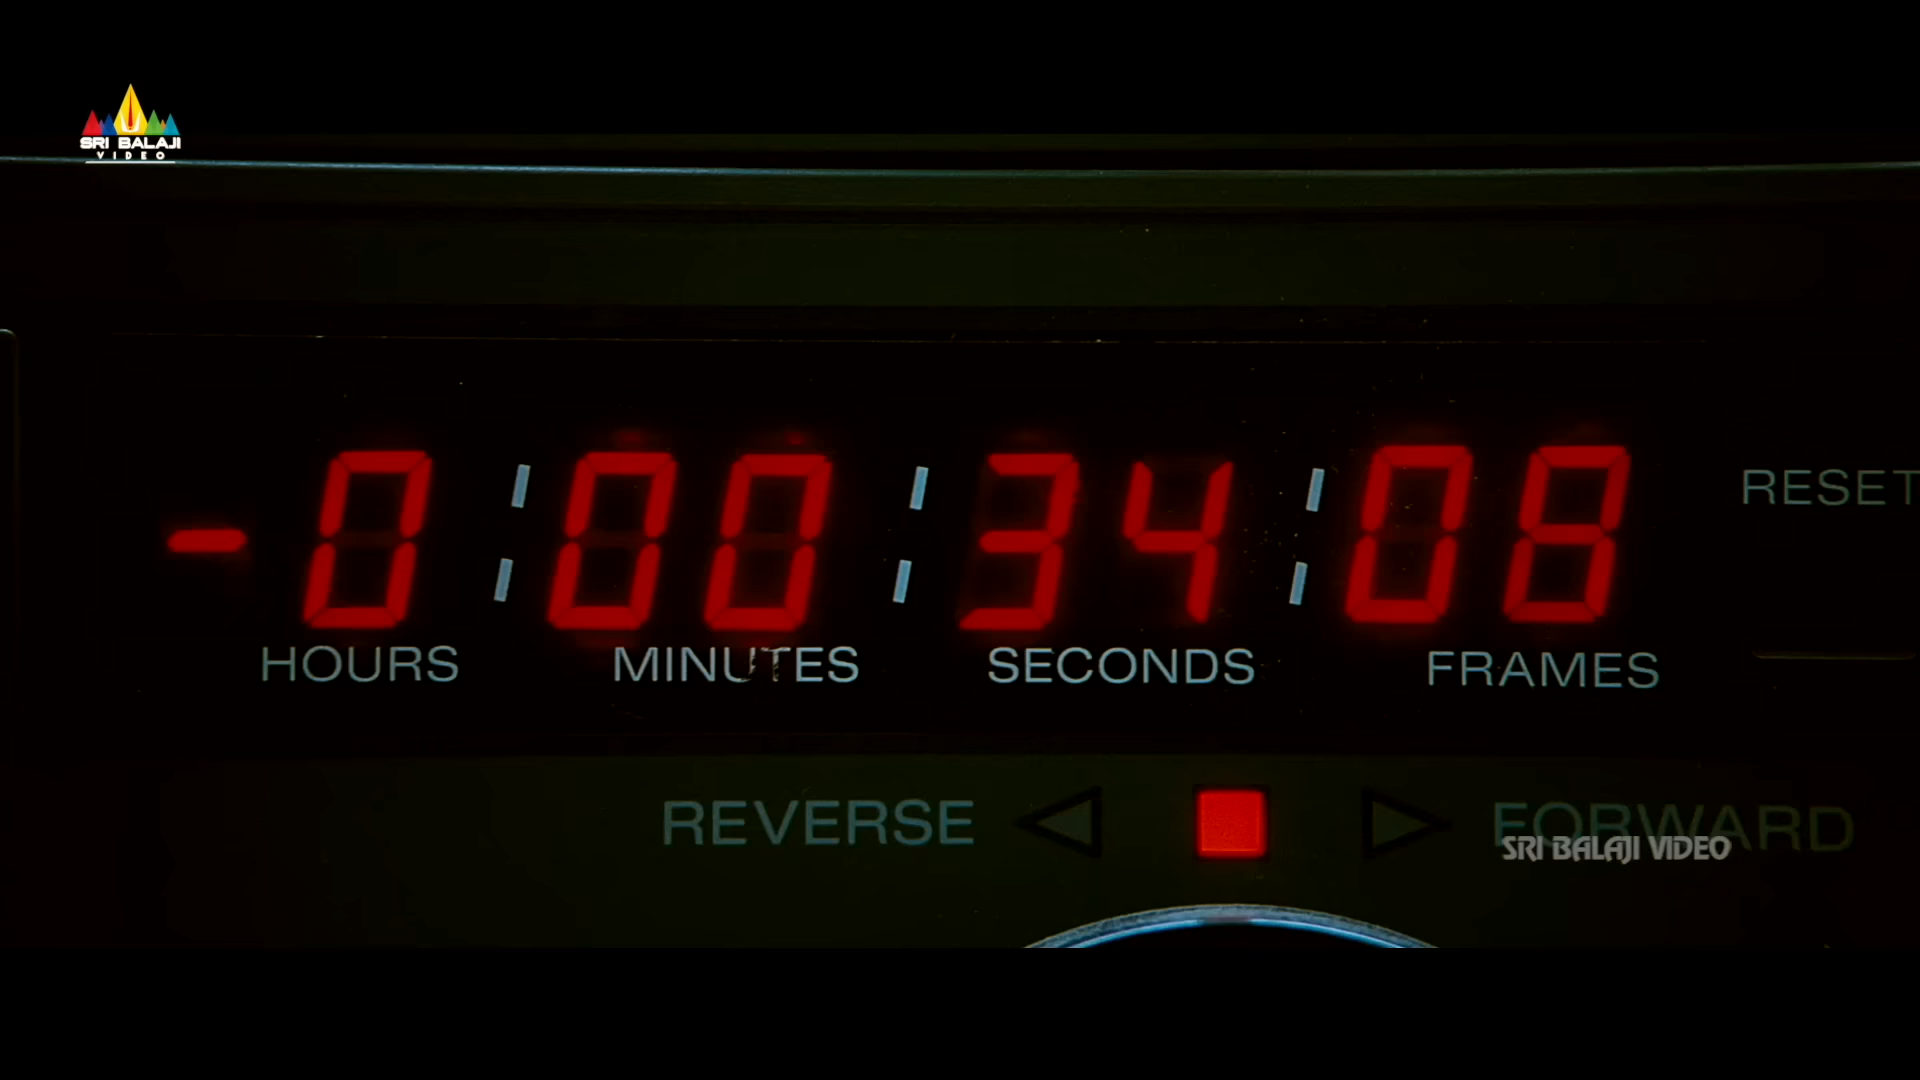 SRI BALAJI
VIDEO
-0:00:34:08
RESET
HOURS MINUTES SECONDS FRAMES
REVERSE FORWARD
SRI BALAJI VIDEO